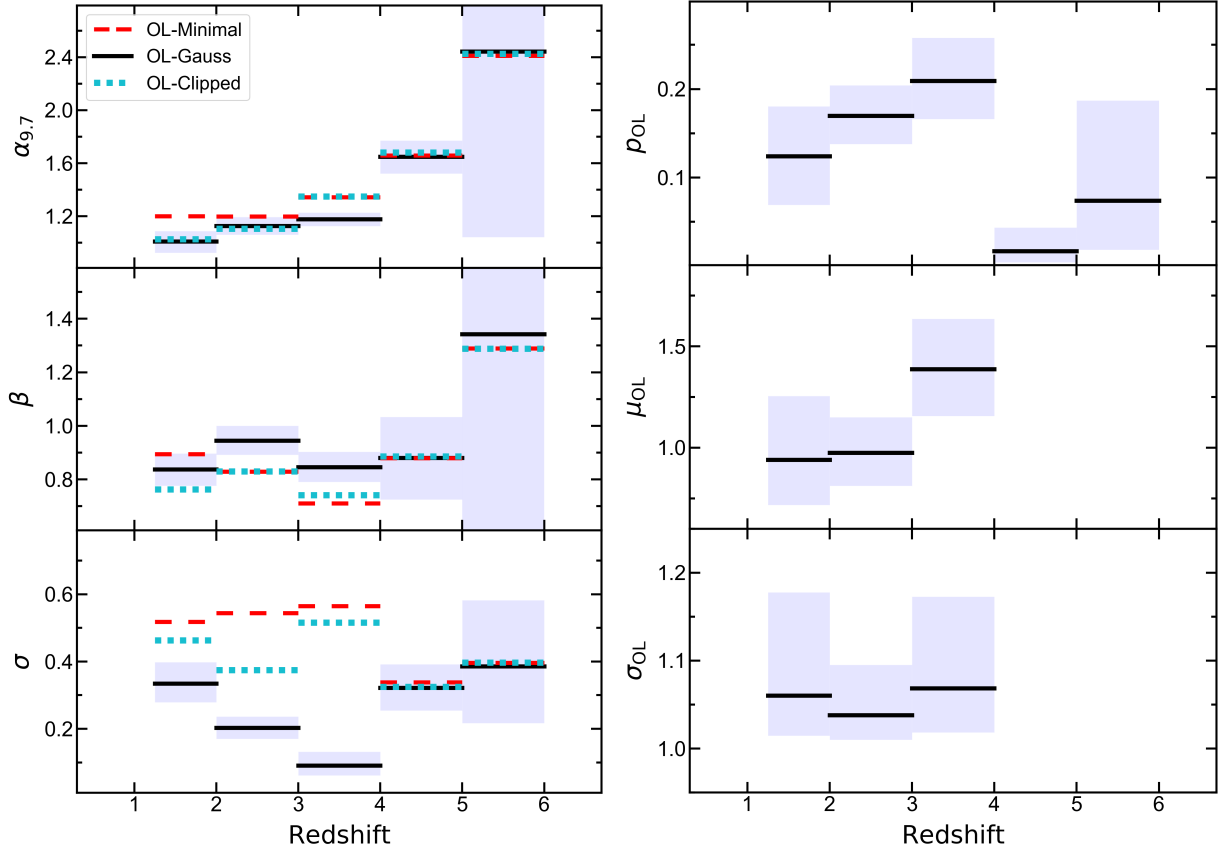 OL-Minimal
OL-Gauss
OL-Clipped
α9.7
2.4
2.0
1.6
1.2
β
1.4
1.2
1.0
0.8
σ
0.6
0.4
0.2
1 2 3 4 5 6
Redshift
pOL
0.2
0.1
μOL
1.5
1.0
σOL
1.2
1.1
1.0
1 2 3 4 5 6
Redshift